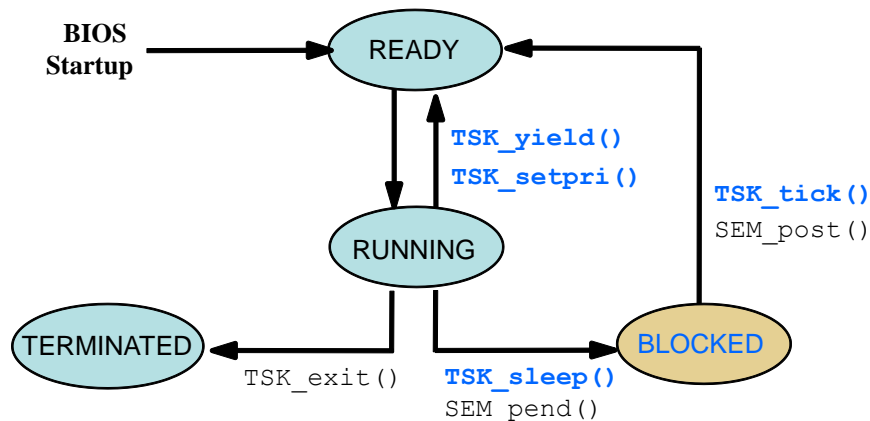 BIOS
Startup
READY
TSK_yield()
TSK_setpri()
TSK_tick()
SEM_post()
RUNNING
TERMINATED
BLOCKED
TSK_exit()
TSK_sleep()
SEM_pend()